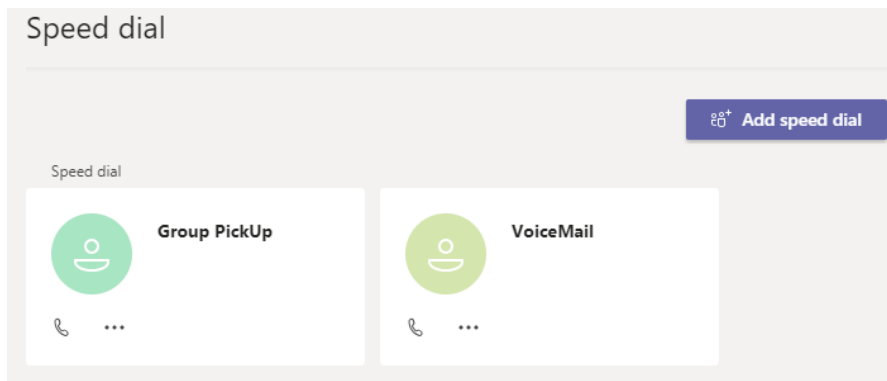 Speed dial
Add speed dial
Speed dial
Group PickUp
VoiceMail